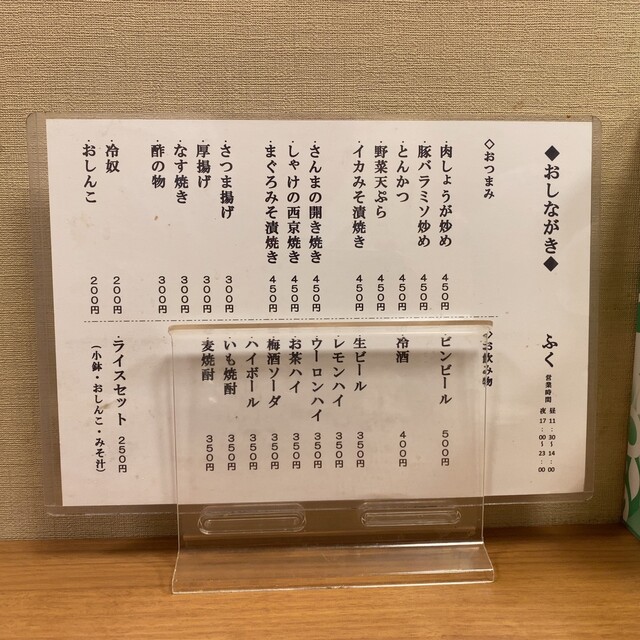 ◆おしながき◆
ふく
営業時間
昼 11:30～14:00
夜 17:00～23:00
◇おつまみ
・肉しょうが炒め 450円
・豚バラミソ炒め 450円
・とんかつ 450円
・野菜天ぷら 450円
・イカみそ漬焼き 450円
・さんまの開き焼き 450円
・しゃけの西京焼き 450円
・まぐろみそ漬焼き 450円
・さつま揚げ 300円
・厚揚げ 300円
・なす焼き 300円
・酢の物 300円
・冷奴 200円
・おしんこ 200円
◇お飲み物
・ビンビール 500円
・冷酒 400円
・生ビール 350円
・レモンハイ 350円
・ウーロンハイ 350円
・お茶ハイ 350円
・梅酒ソーダ 350円
・ハイボール 350円
・いも焼酎 350円
・麦焼酎 350円
・ライスセット 250円
（小鉢・おしんこ・みそ汁）